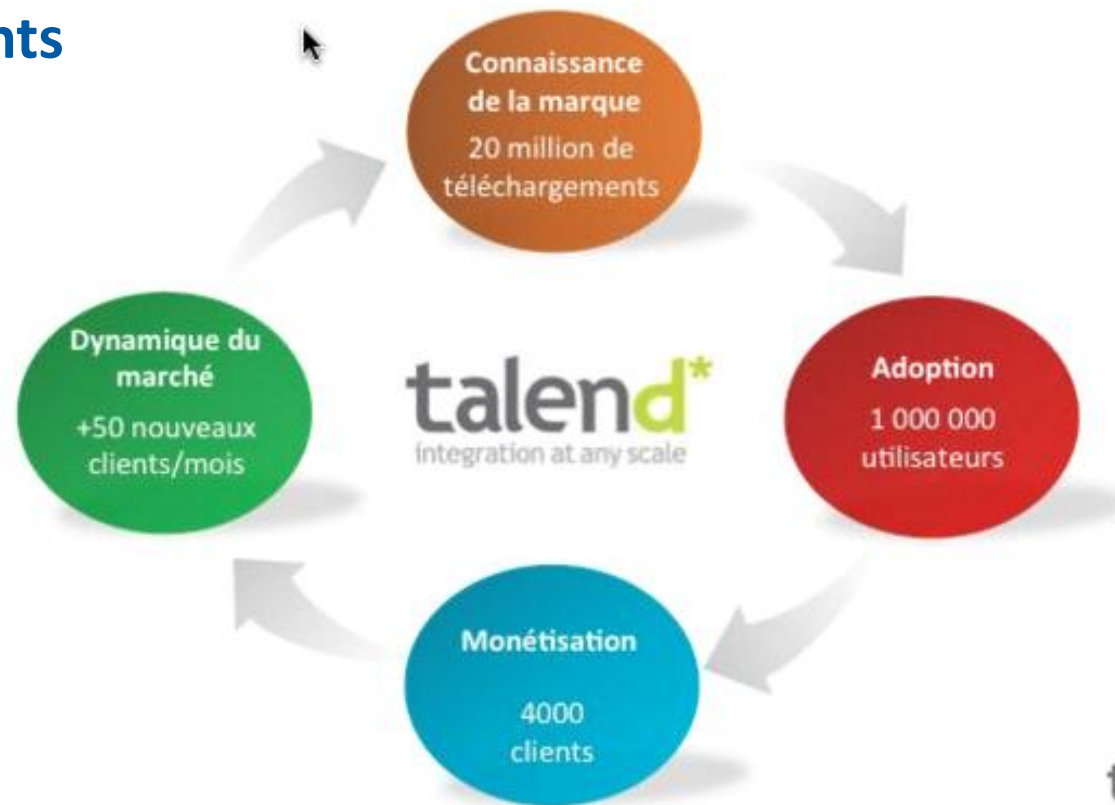 nts
Connaissance
de la marque
20 million de
téléchargements
Dynamique du
marché
+50 nouveaux
clients/mois
talend*
integration at any scale
Adoption
1 000 000
utilisateurs
Monétisation
4000
clients
t